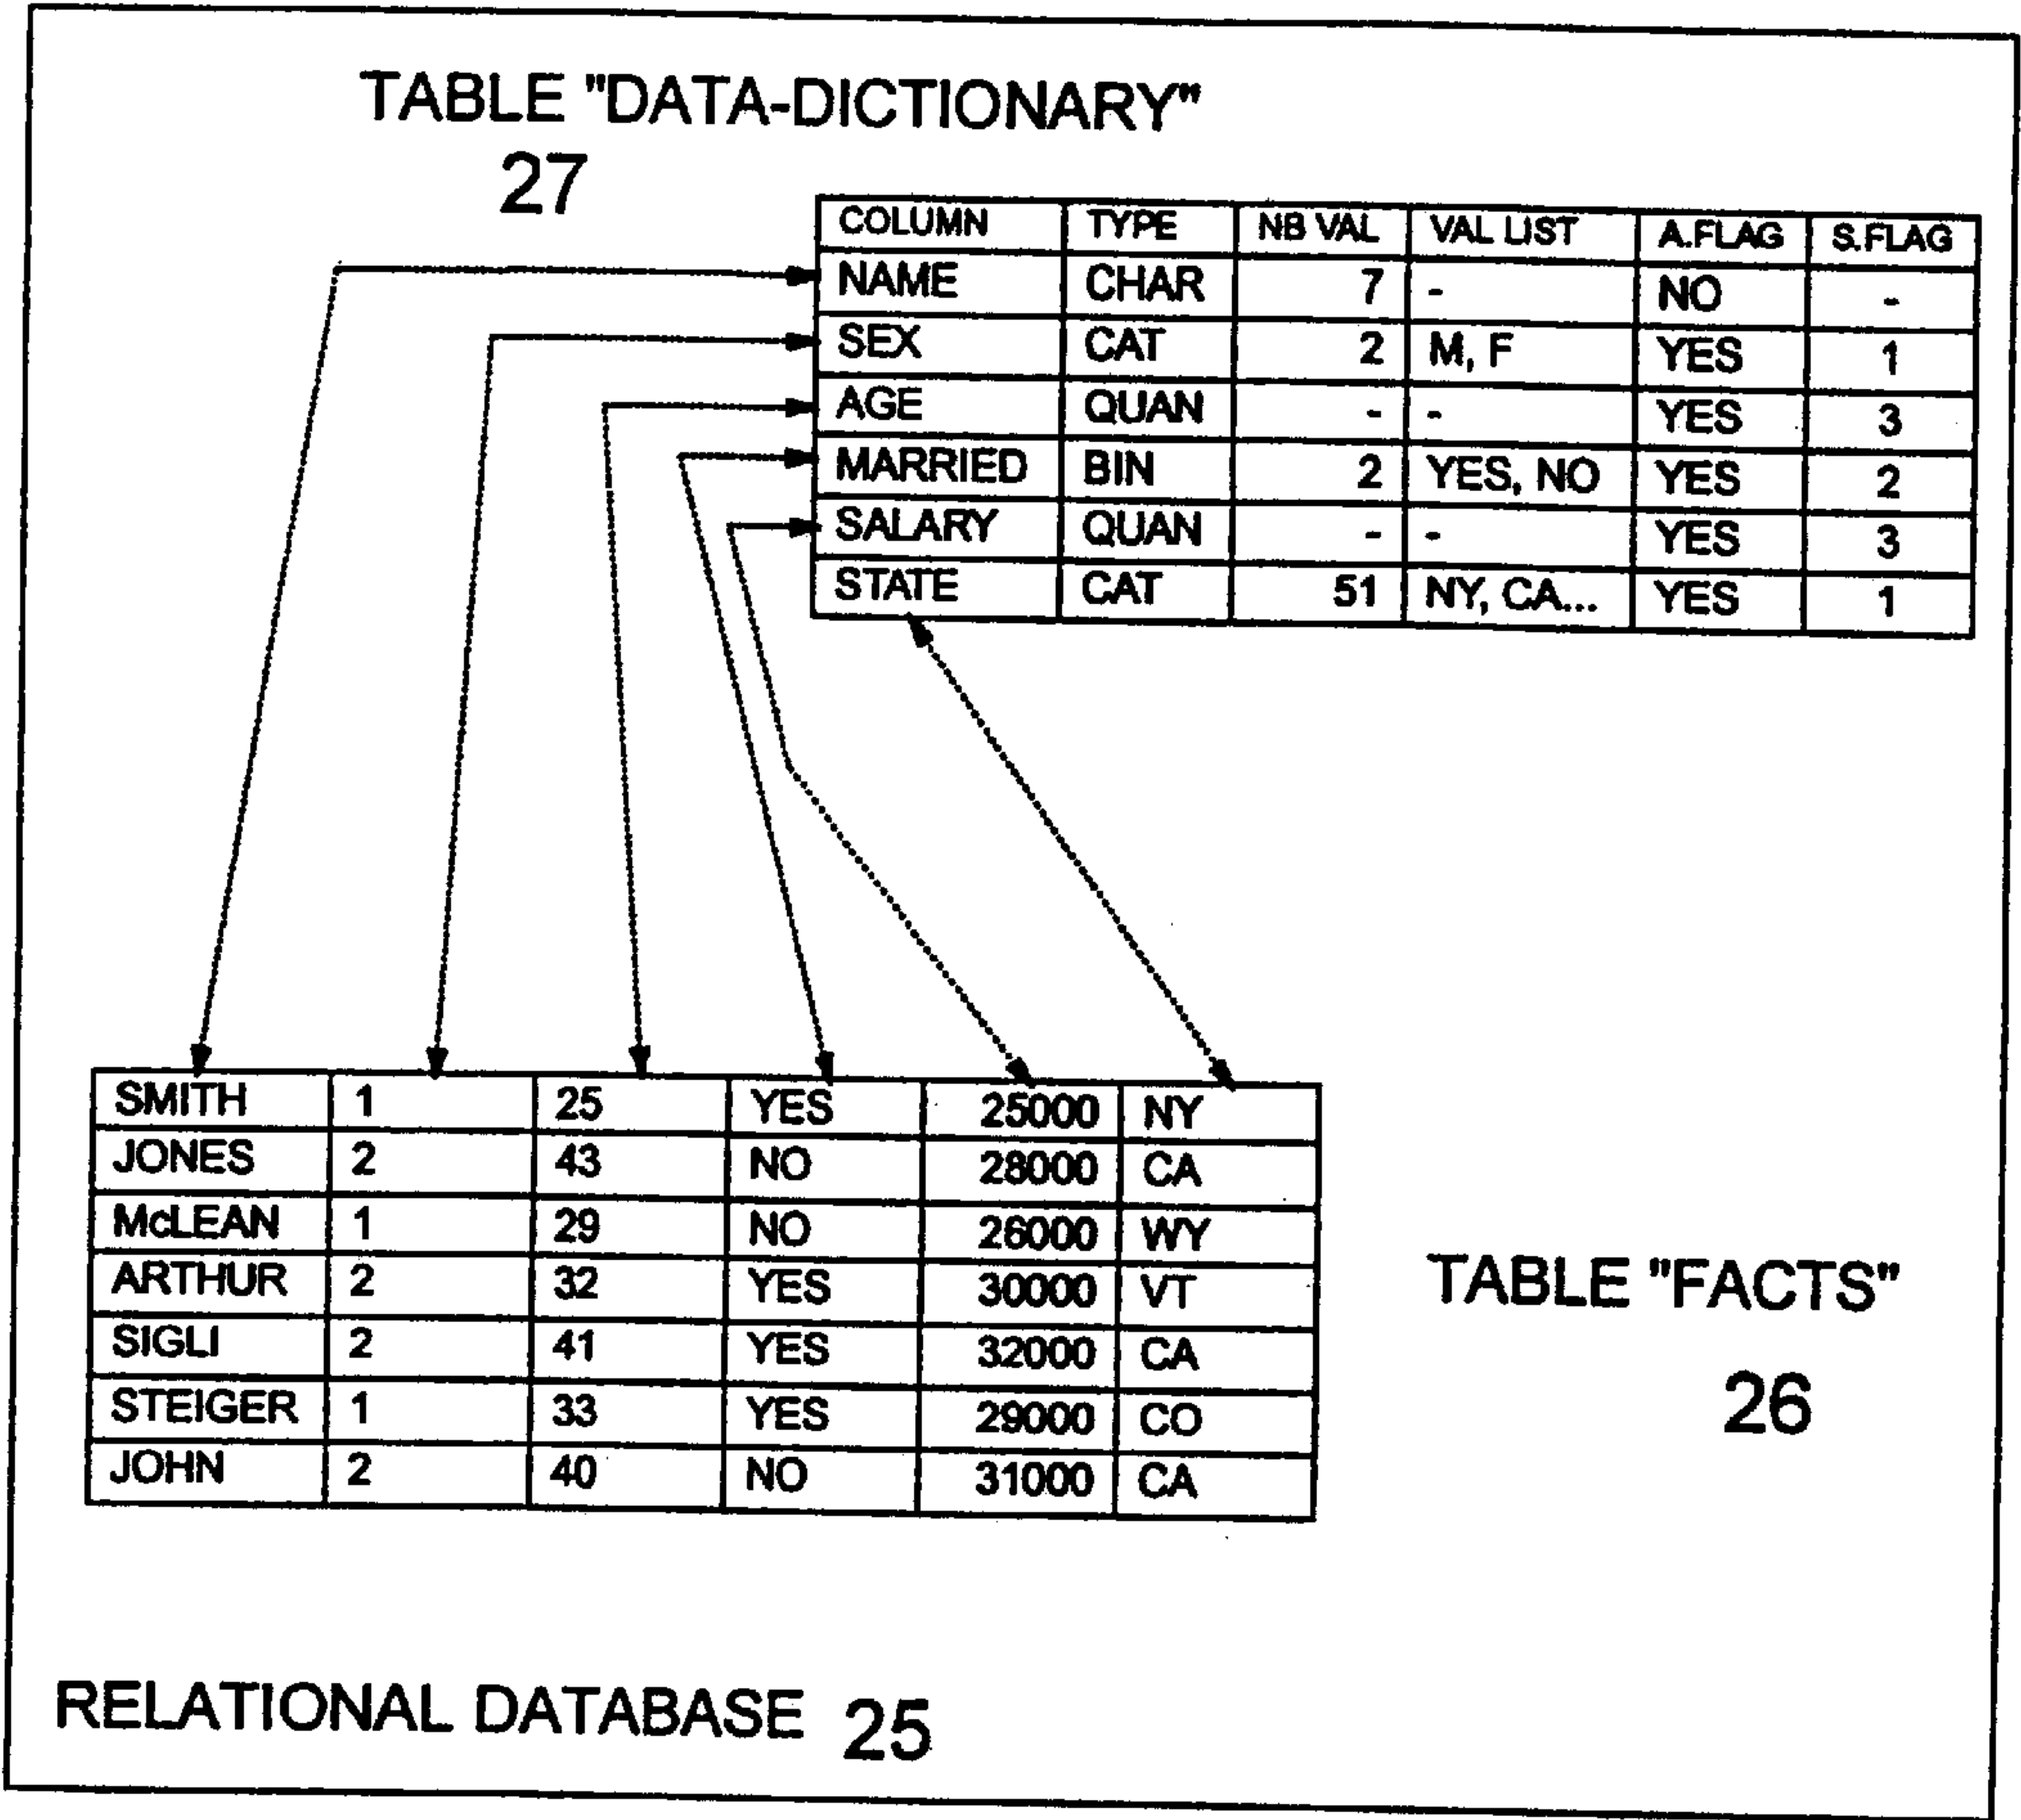 TABLE "DATA-DICTIONARY"
27
COLUMN TYPE NB VAL VAL LIST A.FLAG S.FLAG
NAME CHAR 7 - NO -
SEX CAT 2 M, F YES 1
AGE QUAN - - YES 3
MARRIED BIN 2 YES, NO YES 2
SALARY QUAN - - YES 3
STATE CAT 51 NY, CA... YES 1
SMITH 1 25 YES 25000 NY
JONES 2 43 NO 28000 CA
McLEAN 1 29 NO 26000 WY
ARTHUR 2 32 YES 30000 VT
SIGLI 2 41 YES 32000 CA
STEIGER 1 33 YES 29000 CO
JOHN 2 40 NO 31000 CA
TABLE "FACTS"
26
RELATIONAL DATABASE 25